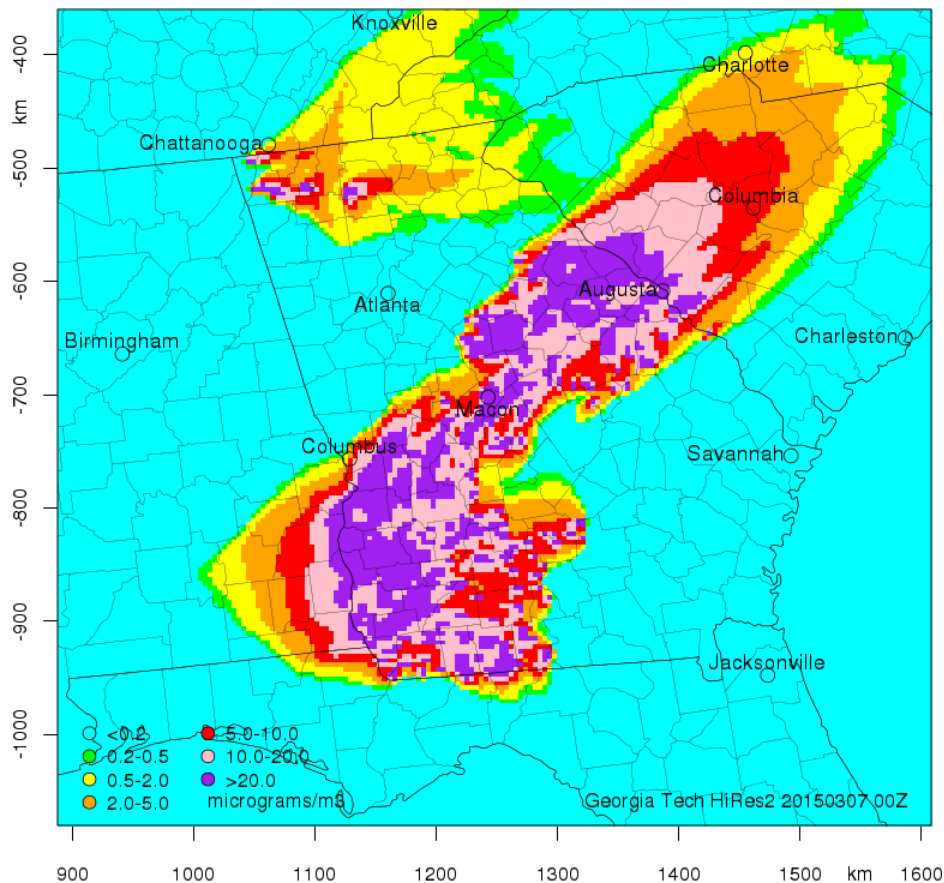 Knoxville
-400
Charlotte
km
Chattanooga
-500
Columbia
-600
Augusta
Atlanta
Birmingham
Charleston
-700
Macon
Columbus
Savannah
-800
-900
Jacksonville
-1000
<0.2
5.0-10.0
0.2-0.5
10.0-20.0
0.5-2.0
>20.0
2.0-5.0
micrograms/m3
Georgia Tech HiRes2 20150307 00Z
900 1000 1100 1200 1300 1400 1500 km 1600